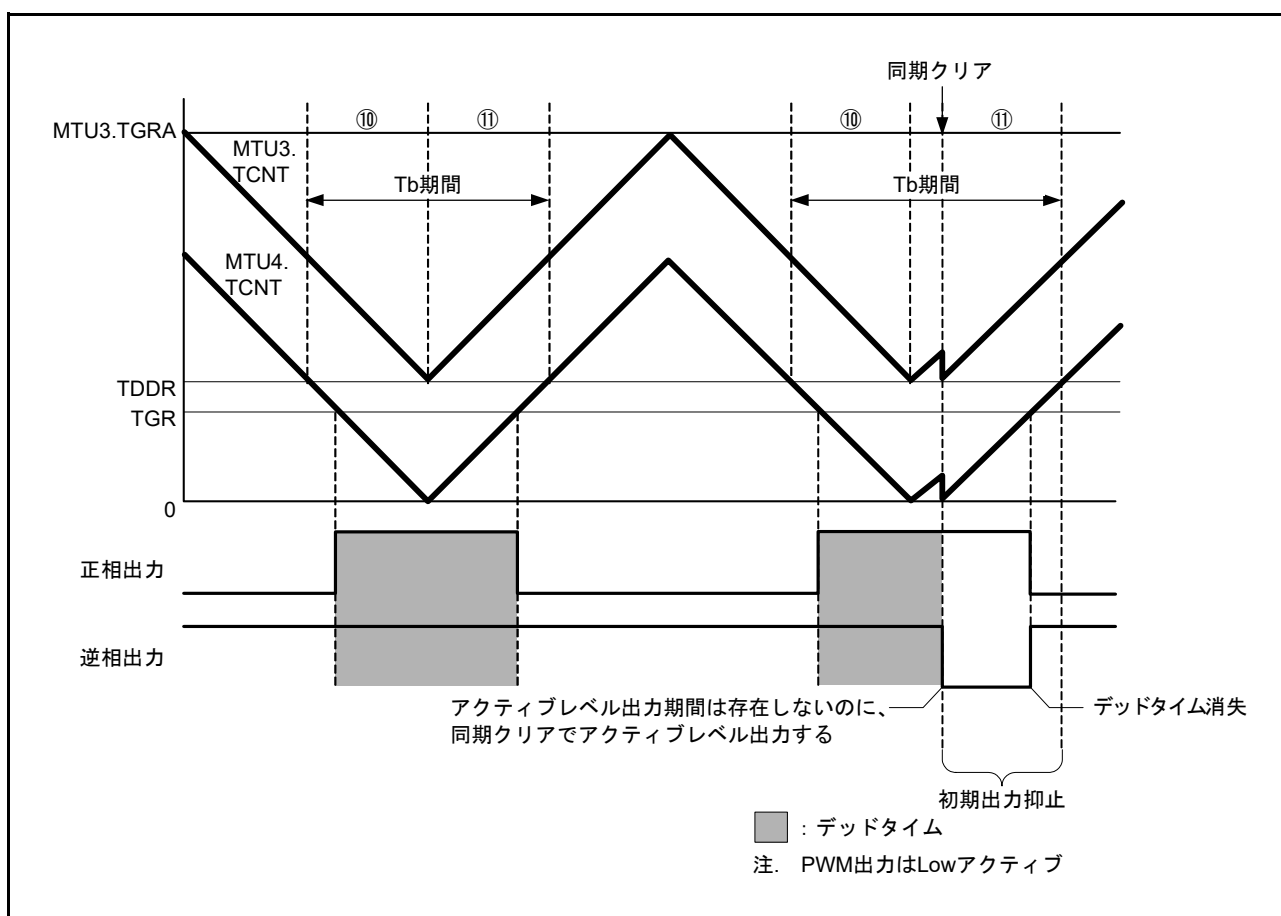 同期クリア
⑩
⑪
⑩
⑪
MTU3.TGRA
MTU3.
TCNT
Tb期間
Tb期間
MTU4.
TCNT
TDDR
TGR
0
正相出力
逆相出力
アクティブレベル出力期間は存在しないのに、
同期クリアでアクティブレベル出力する
デッドタイム消失
初期出力抑止
：デッドタイム
注. PWM出力はLowアクティブ